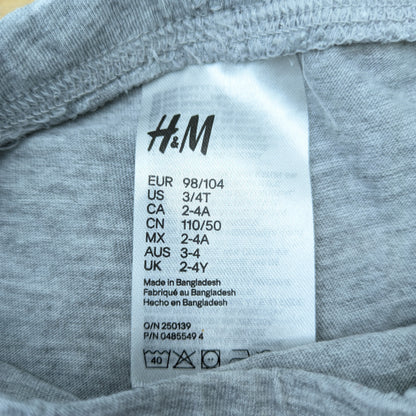 H&M
EUR 98/104
US 3/4T
CA 2-4A
CN 110/50
MX 2-4A
AUS 3-4
UK 2-4Y
Made in Bangladesh
Fabriqué au Bangladesh
Hecho en Bangladesh
O/N 250139
P/N 0485549 4
40